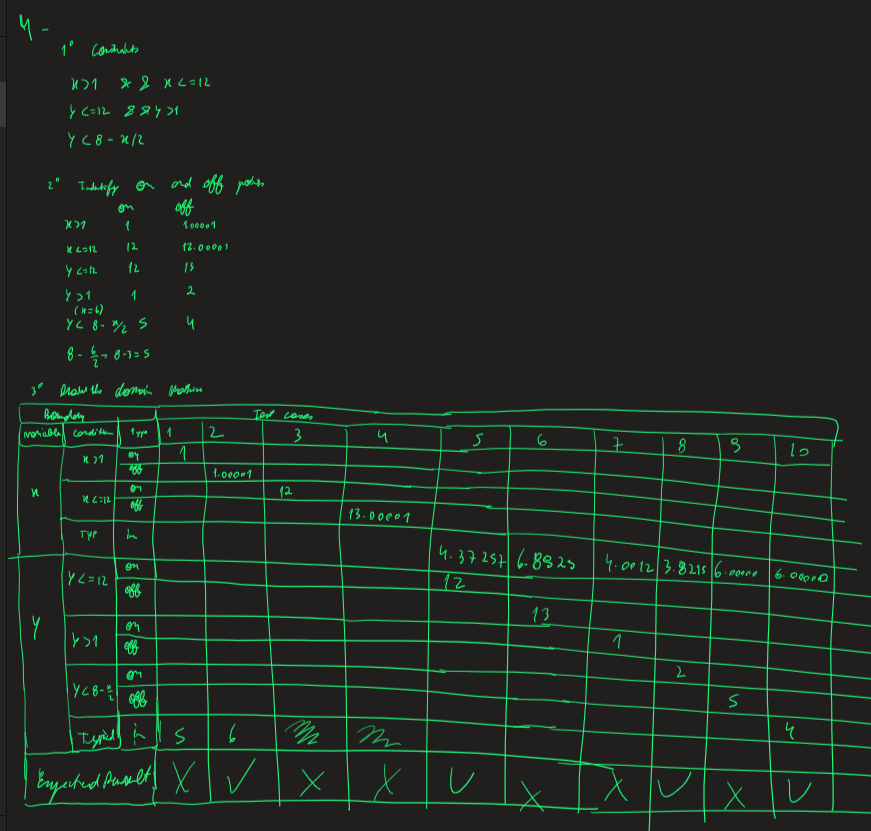 4 -
1° Constraints
x>1 && x<=12
Y<=12 && Y>1
Y<8-x/2
2° Indetify on and off points
on off
x>1 1 1.00001
x<=12 12 12.00001
Y<=12 12 13
Y>1 1 2
(x=6)
Y<8-x/2 5 4
8-6/2→8-3=5
3° the domain
Boundary Test cases
variable condition type 1 2 3 4 5 6 7 8 9 10
x x>1 on 1
off 1.00001
x<=12 on 12
off 13.00001
TYP in 4.37257 6.8925 4.0012 3.8215 6.00000 6.00000
Y Y<=12 on 12
off 13
Y>1 on 1
off 2
Y<8-x/2 on 5
off 4
Typical in 5 6
Expected Result X V X X V X X V X V